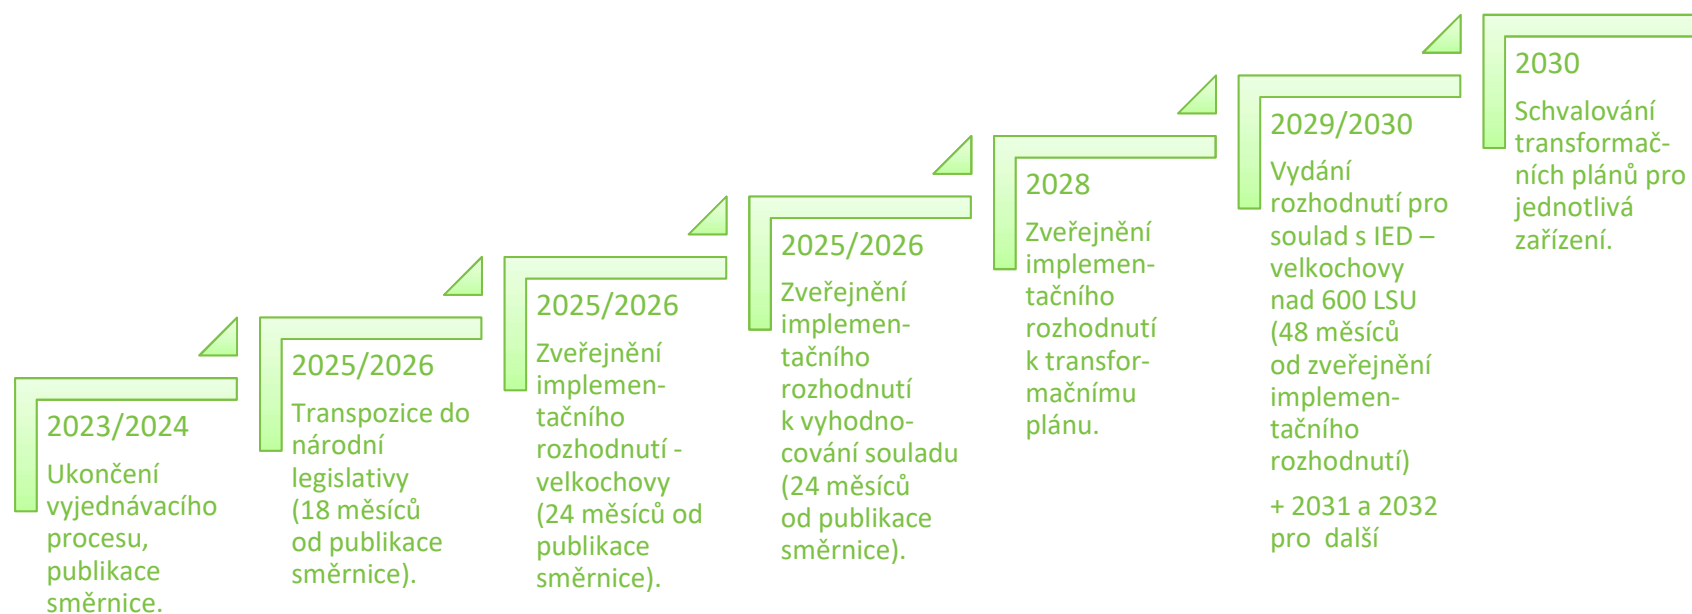 2023/2024
Ukončení
vyjednávacího
procesu,
publikace
směrnice.
2025/2026
Transpozice do
národní
legislativy
(18 měsíců
od publikace
směrnice).
2025/2026
Zveřejnění
implemen-
tačního
rozhodnutí -
velkochovy
(24 měsíců od
publikace
směrnice).
2025/2026
Zveřejnění
implemen-
tačního
rozhodnutí
k vyhodno-
cování souladu
(24 měsíců
od publikace
směrnice).
2028
Zveřejnění
implemen-
tačního
rozhodnutí
k transfor-
mačnímu
plánu.
2029/2030
Vydání
rozhodnutí pro
soulad s IED –
velkochovy
nad 600 LSU
(48 měsíců
od zveřejnění
implemen-
tačního
rozhodnutí)
+ 2031 a 2032
pro další
2030
Schvalování
transformač-
ních plánů pro
jednotlivá
zařízení.